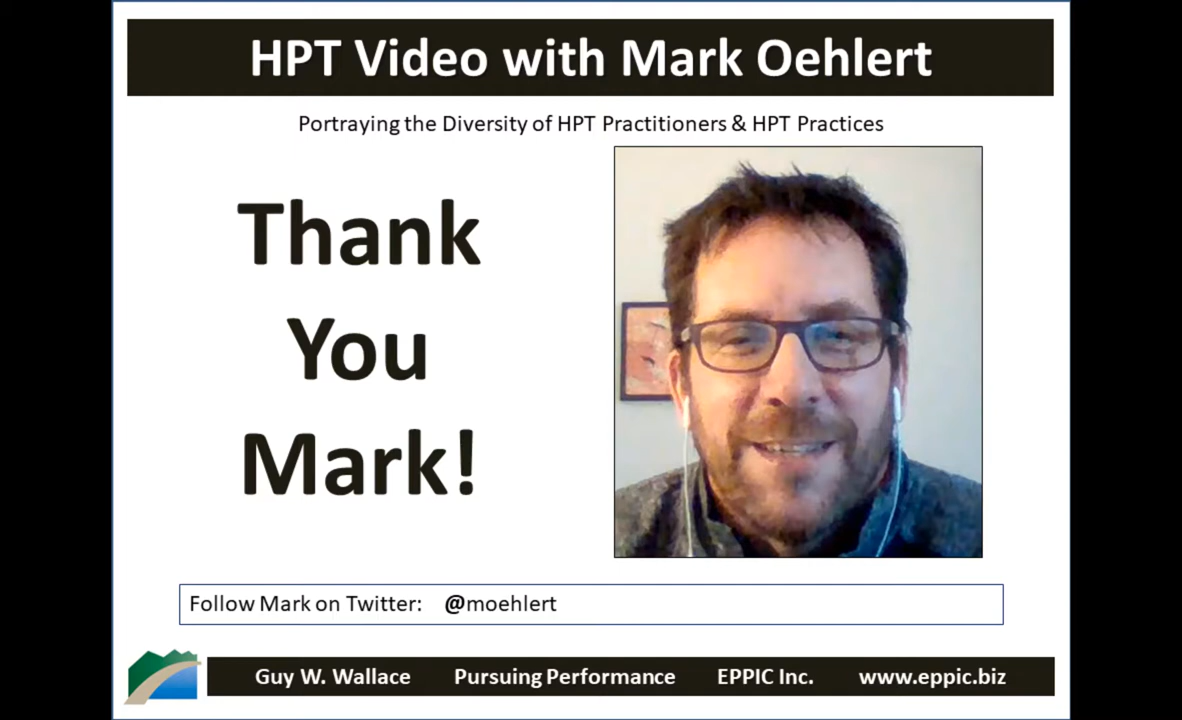 HPT Video with Mark Oehlert
Portraying the Diversity of HPT Practitioners & HPT Practices
Thank
You
Mark!
Follow Mark on Twitter: @moehlert
Guy W. Wallace Pursuing Performance EPPIC Inc. www.eppic.biz